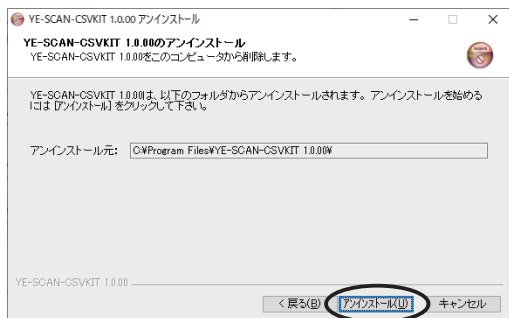 YE-SCAN-CSVKIT 1.0.00 アンインストール
YE-SCAN-CSVKIT 1.0.00のアンインストール
YE-SCAN-CSVKIT 1.0.00をこのコンピュータから削除します。
YE-SCAN-CSVKIT 1.0.00は、以下のフォルダからアンインストールされます。アンインストールを始める
には [アンインストール] をクリックして下さい。
アンインストール元: C:¥Program Files¥YE-SCAN-CSVKIT 1.0.00¥
YE-SCAN-CSVKIT 1.0.00
< 戻る(B) アンインストール(U) キャンセル